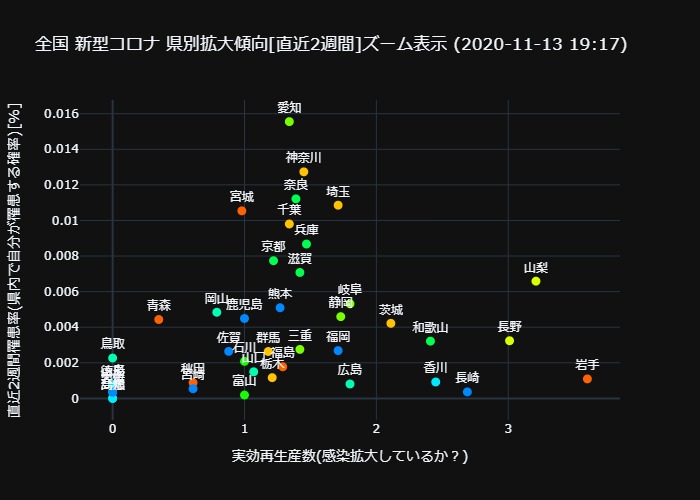 全国 新型コロナ 県別拡大傾向[直近2週間]ズーム表示 (2020-11-13 19:17)
直近2週間罹患率(県内で自分が罹患する確率)[%]
0.016
0.014
0.012
0.01
0.008
0.006
0.004
0.002
0
愛知
神奈川
奈良
埼玉
宮城
千葉
兵庫
京都
滋賀
山梨
岐阜
熊本
静岡
岡山
鹿児島
青森
茨城
和歌山
長野
鳥取
佐賀
群馬
三重
福岡
石川
山口
福島
栃木
広島
秋田
宮崎
富山
香川
長崎
岩手
0
1
2
3
実効再生産数(感染拡大しているか？)